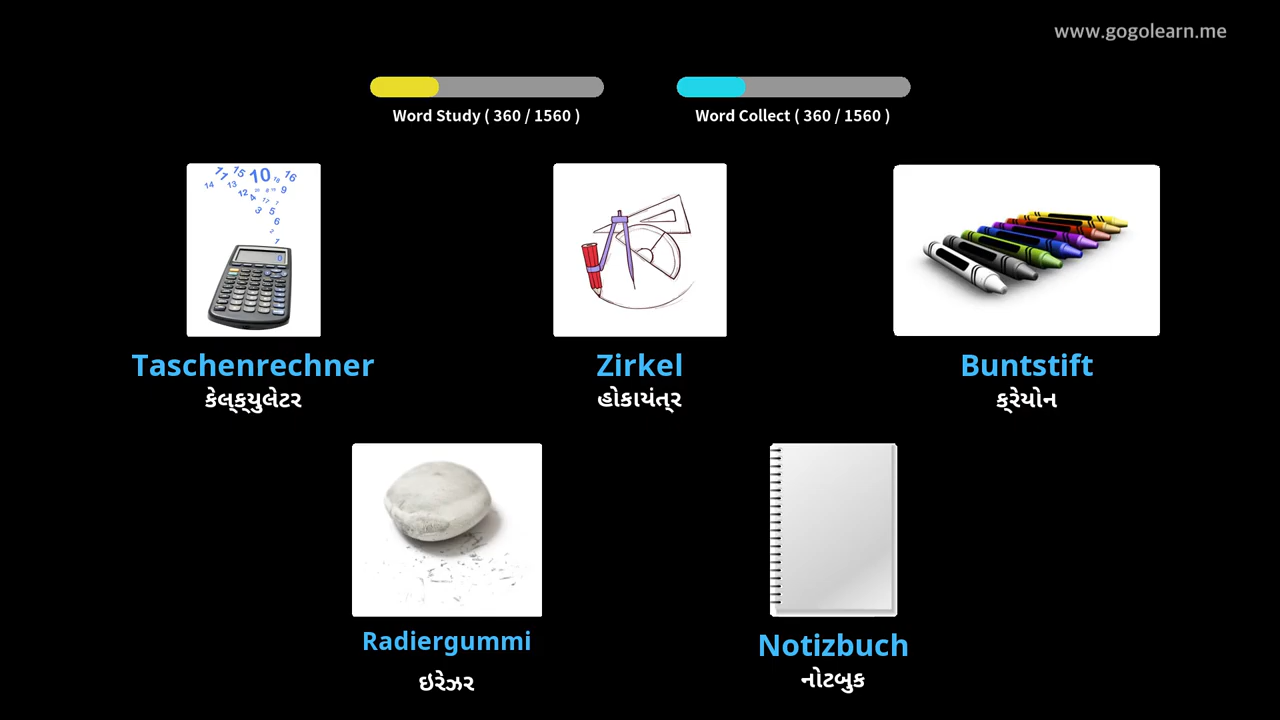 www.gogolearn.me
Word Study ( 360 / 1560 )
Word Collect ( 360 / 1560 )
Taschenrechner
કેલ્ક્યુલેટર
Zirkel
હોકાયંત્ર
Buntstift
ક્રેયોન
Radiergummi
ઇરેઝર
Notizbuch
નોટબુક